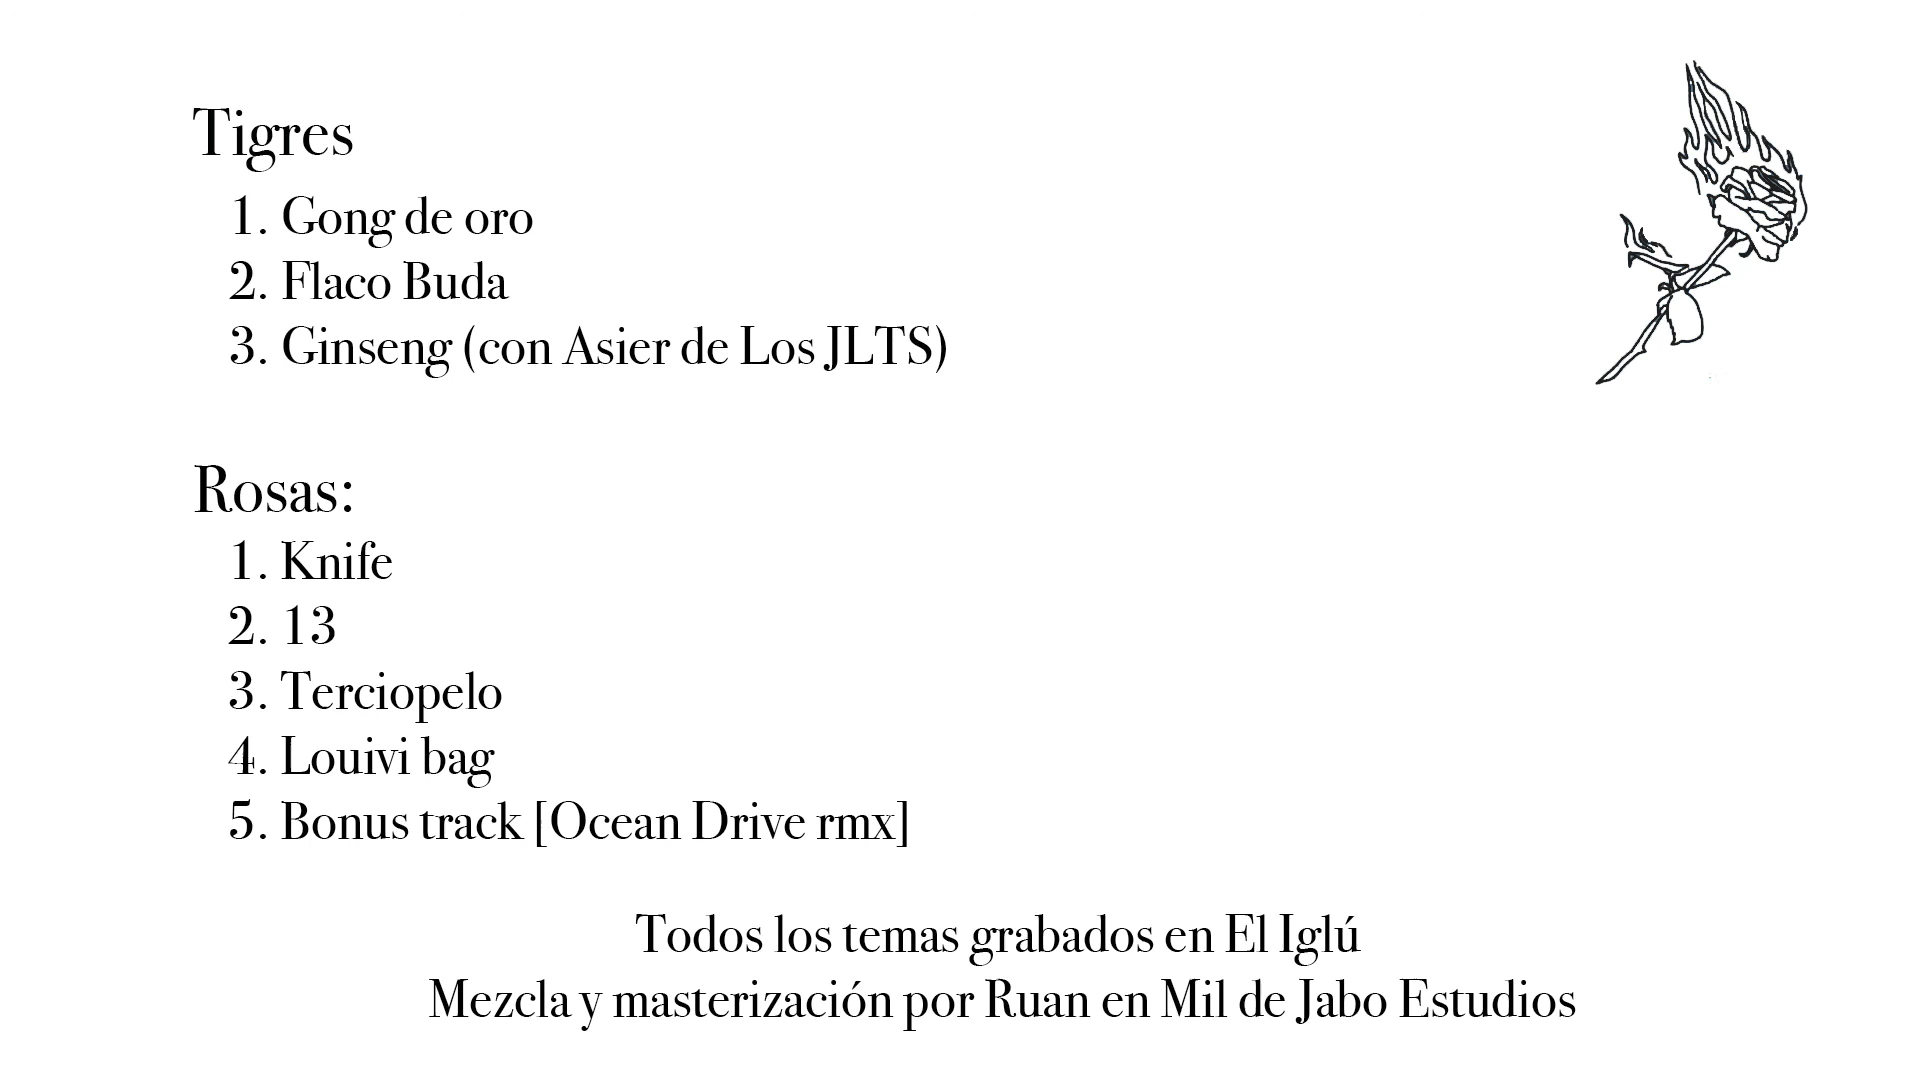 Tigres
1. Gong de oro
2. Flaco Buda
3. Ginseng (con Asier de Los JLTS)
Rosas:
1. Knife
2. 13
3. Terciopelo
4. Louivi bag
5. Bonus track [Ocean Drive rmx]
Todos los temas grabados en El Iglú
Mezcla y masterización por Ruan en Mil de Jabo Estudios